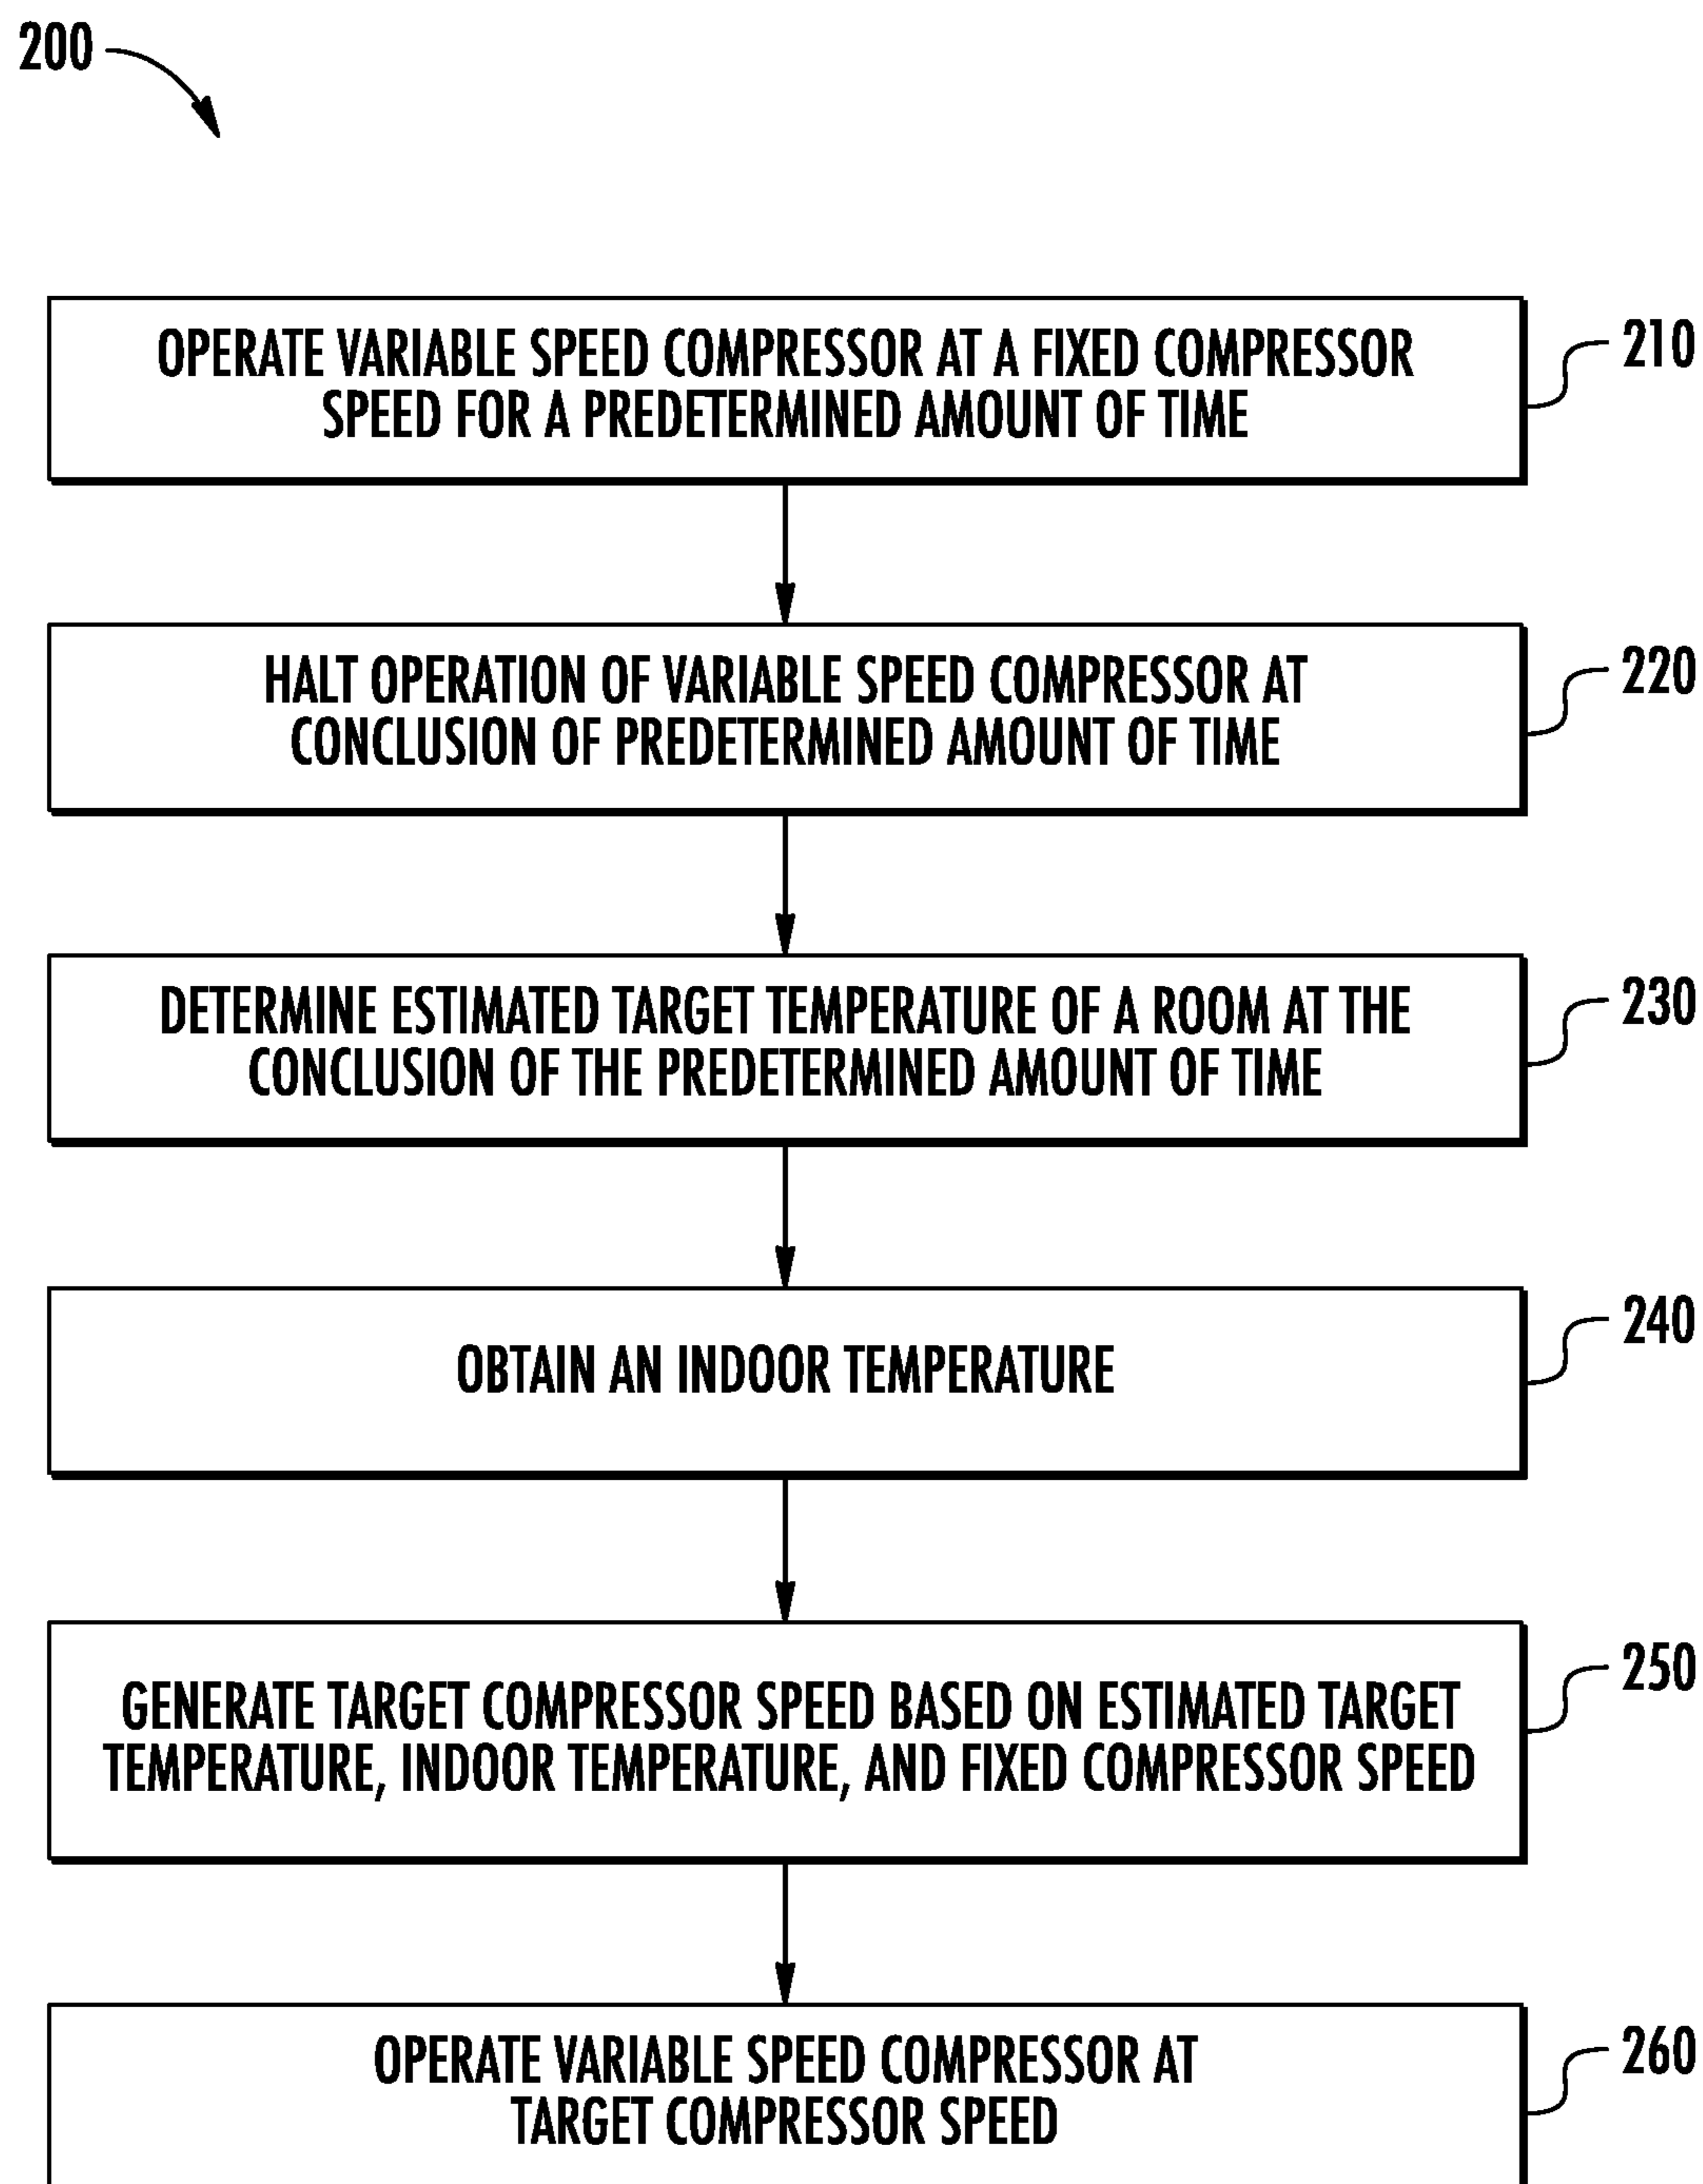 200
OPERATE VARIABLE SPEED COMPRESSOR AT A FIXED COMPRESSOR
SPEED FOR A PREDETERMINED AMOUNT OF TIME
210
HALT OPERATION OF VARIABLE SPEED COMPRESSOR AT
CONCLUSION OF PREDETERMINED AMOUNT OF TIME
220
DETERMINE ESTIMATED TARGET TEMPERATURE OF A ROOM AT THE
CONCLUSION OF THE PREDETERMINED AMOUNT OF TIME
230
OBTAIN AN INDOOR TEMPERATURE
240
GENERATE TARGET COMPRESSOR SPEED BASED ON ESTIMATED TARGET
TEMPERATURE, INDOOR TEMPERATURE, AND FIXED COMPRESSOR SPEED
250
OPERATE VARIABLE SPEED COMPRESSOR AT
TARGET COMPRESSOR SPEED
260